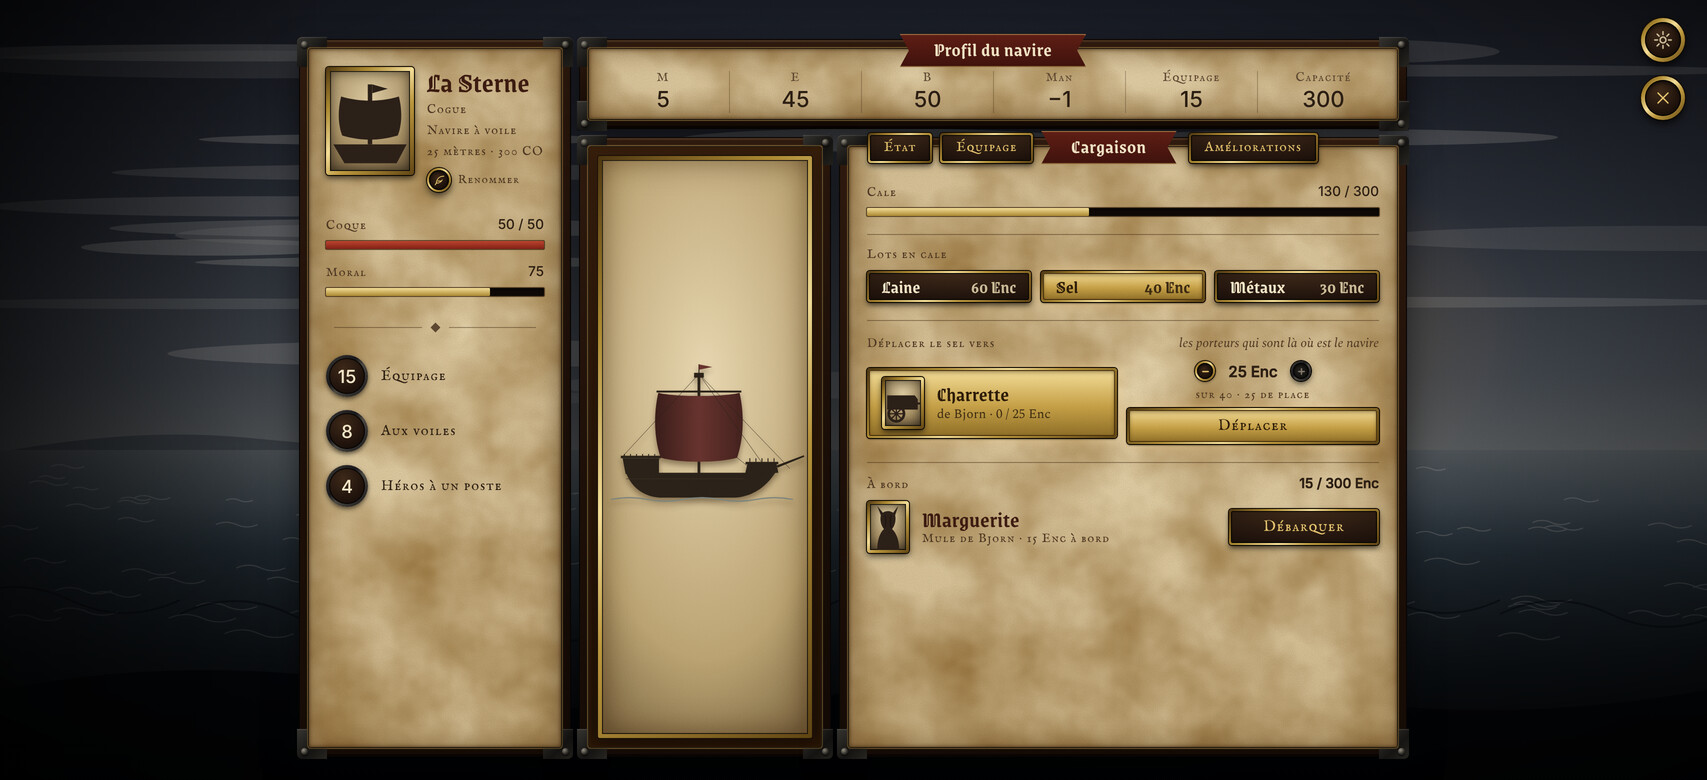 La Sterne
Cogue
Navire à voile
25 mètres · 300 CO
Renommer
Coque 50 / 50
Moral 75
15 Équipage
8 Aux voiles
4 Héros à un poste
Profil du navire
M E B Man Équipage Capacité
5 45 50 −1 15 300
État Équipage Cargaison Améliorations
Cale 130 / 300
Lots en cale
Laine 60 Enc Sel 40 Enc Métaux 30 Enc
Déplacer le sel vers les porteurs qui sont là où est le navire
Charrette
de Bjorn · 0 / 25 Enc
− 25 Enc +
sur 40 · 25 de place
Déplacer
À bord 15 / 300 Enc
Marguerite
Mule de Bjorn · 15 Enc à bord
Débarquer